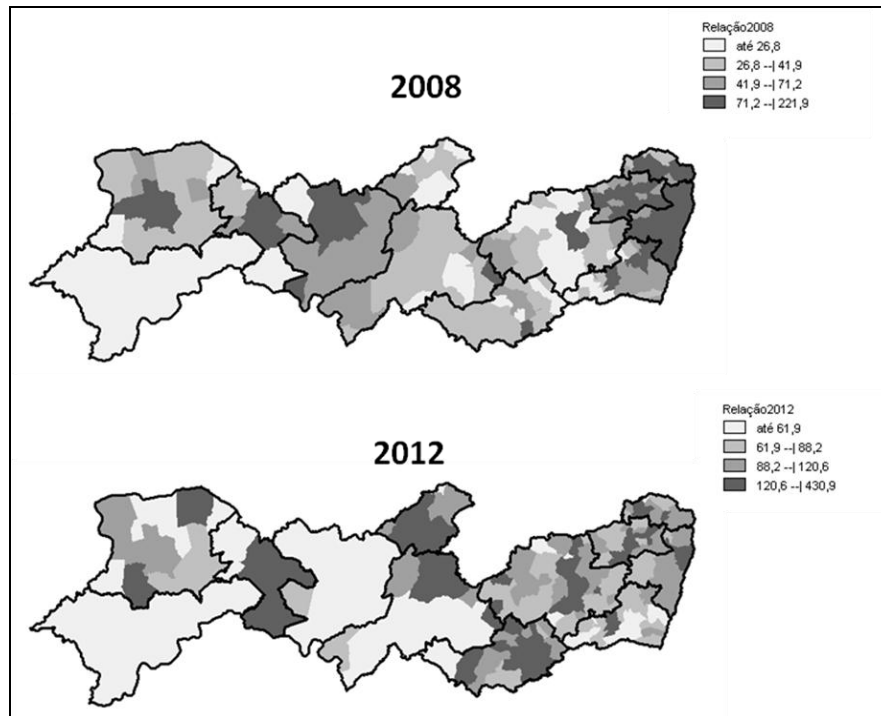 Relação2008
até 26,8
26,8 --| 41,9
41,9 --| 71,2
71,2 --| 221,9
2008
Relação2012
até 61,9
61,9 --| 88,2
88,2 --| 120,6
120,6 --| 430,9
2012